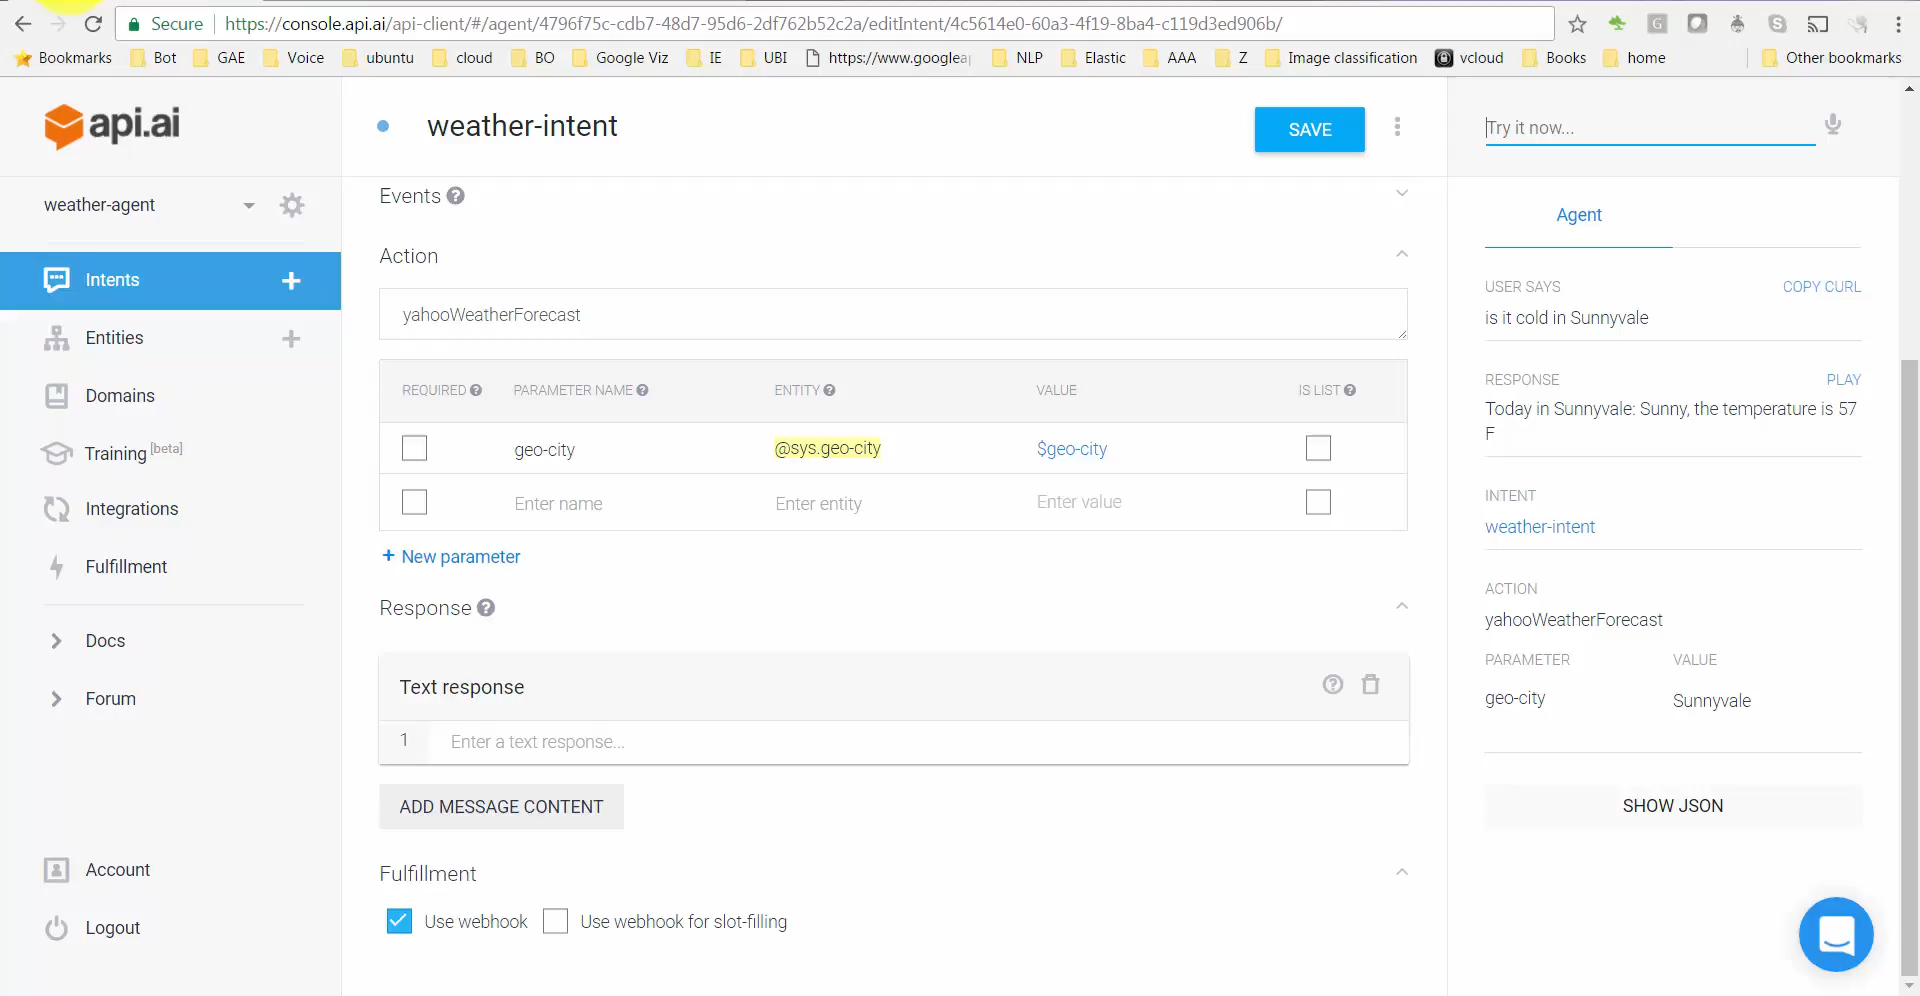 Secure https://console.api.ai/api-client/#/agent/4796f75c-cdb7-48d7-95d6-2df762b52c2a/editIntent/4c5614e0-60a3-4f19-8ba4-c119d3ed906b/
Bookmarks Bot GAE Voice ubuntu cloud BO Google Viz IE UBI https://www.googleap NLP Elastic AAA Z Image classification vcloud Books home Other bookmarks
api.ai
weather-agent
Intents
Entities
Domains
Training [beta]
Integrations
Fulfillment
Docs
Forum
Account
Logout
weather-intent
SAVE
Events
Action
yahooWeatherForecast
REQUIRED PARAMETER NAME ENTITY VALUE IS LIST
geo-city @sys.geo-city $geo-city
Enter name Enter entity Enter value
+ New parameter
Response
Text response
1 Enter a text response...
ADD MESSAGE CONTENT
Fulfillment
Use webhook Use webhook for slot-filling
Try it now...
Agent
USER SAYS COPY CURL
is it cold in Sunnyvale
RESPONSE PLAY
Today in Sunnyvale: Sunny, the temperature is 57
F
INTENT
weather-intent
ACTION
yahooWeatherForecast
PARAMETER VALUE
geo-city Sunnyvale
SHOW JSON